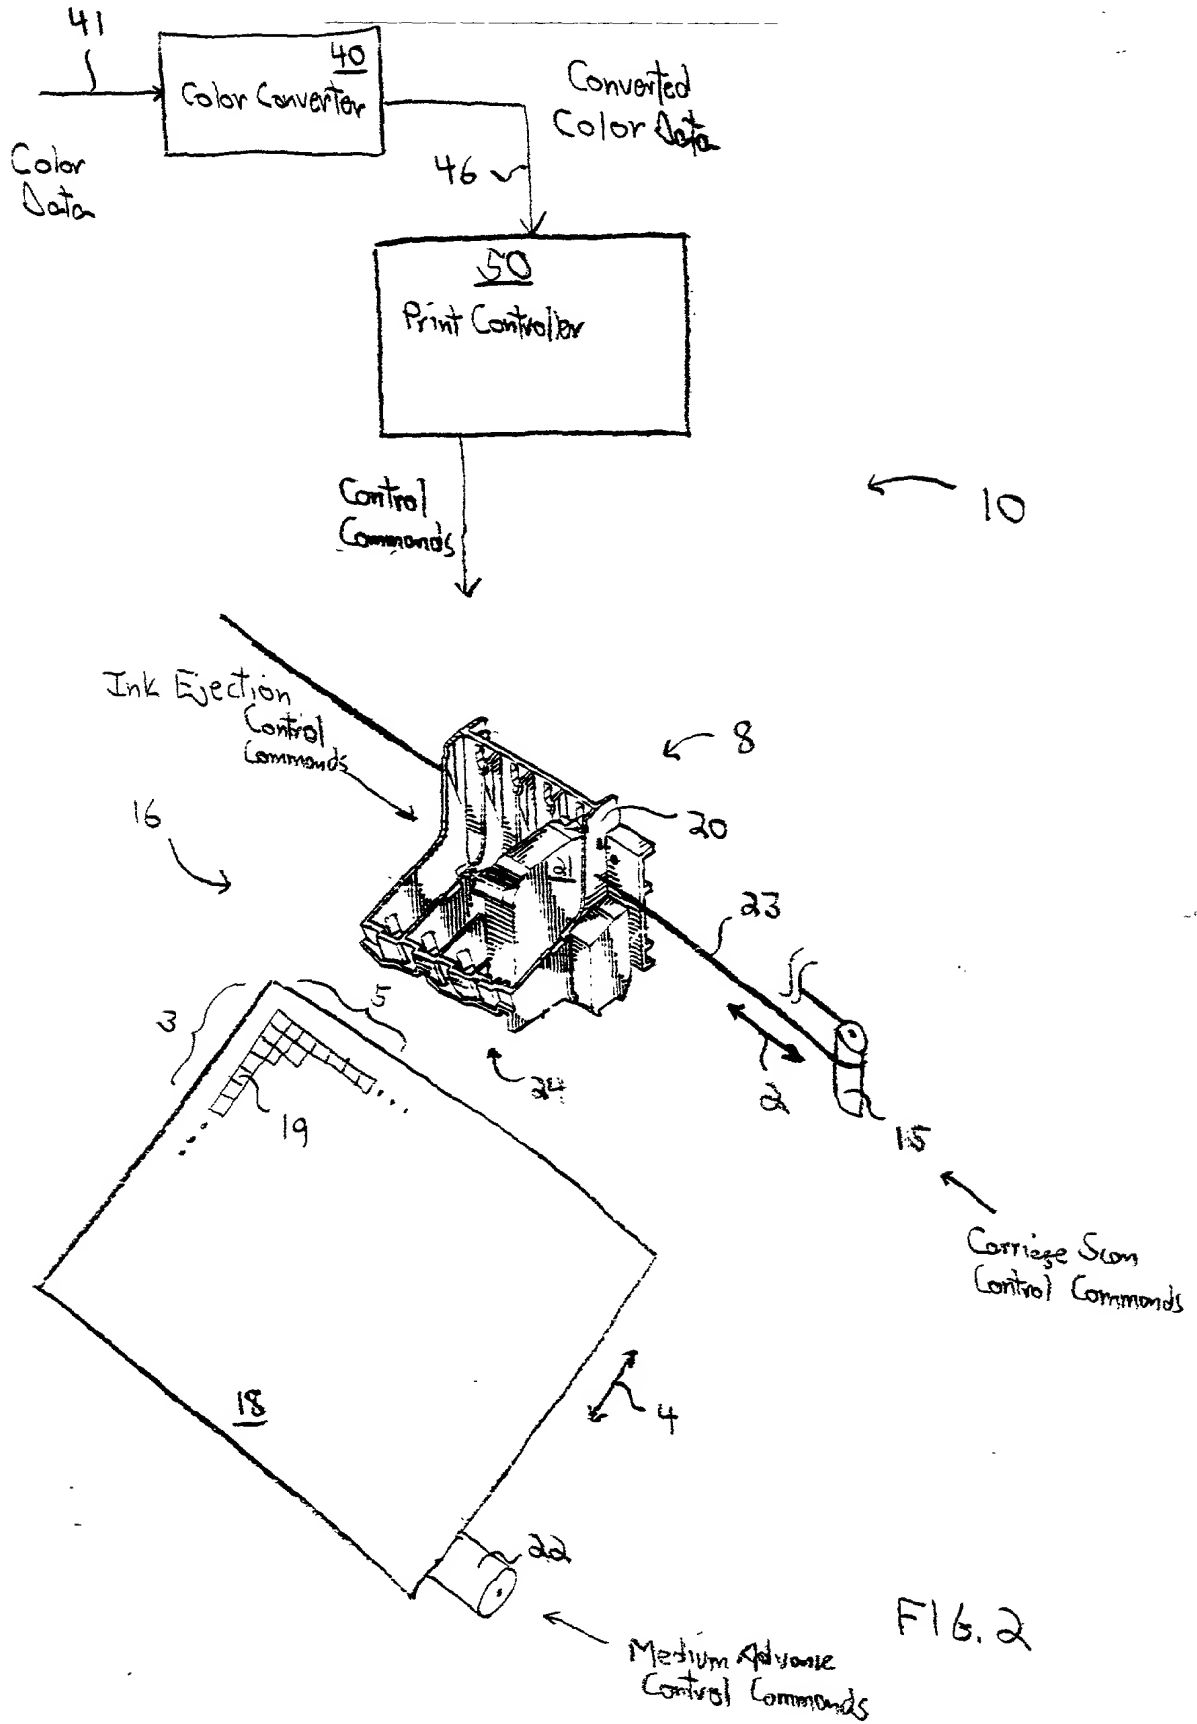 41
40
Color Converter
Color
Data
Converted
Color Data
46
50
Print Controller
Control
Commands
10
Ink Ejection
Control
Commands
8
16
20
23
3
5
24
2
19
15
Carriage Scan
Control Commands
18
4
22
Medium Advance
Control Commands
FIG. 2